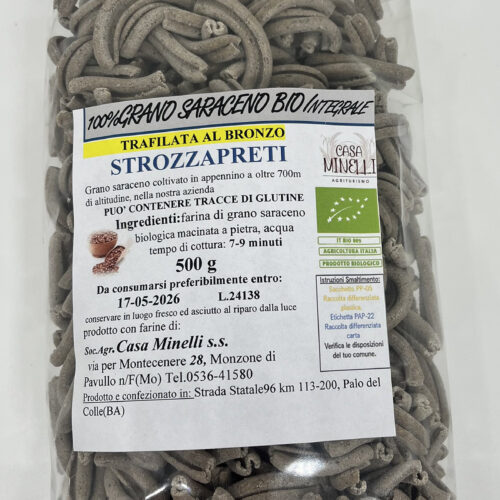 100%GRANO SARACENO BIO INTEGRALE
TRAFILATA AL BRONZO
STROZZAPRETI
Grano saraceno coltivato in appennino a oltre 700m
di altitudine, nella nostra azienda
PUO' CONTENERE TRACCE DI GLUTINE
Ingredienti:farina di grano saraceno
biologica macinata a pietra, acqua
tempo di cottura: 7-9 minuti
500 g
Da consumarsi preferibilmente entro:
17-05-2026 L.24138
conservare in luogo fresco ed asciutto al riparo dalla luce
prodotto con farine di:
Soc.Agr.Casa Minelli s.s.
via per Montecenere 28, Monzone di
Pavullo n/F(Mo) Tel.0536-41580
Prodotto e confezionato in: Strada Statale96 km 113-200, Palo del
Colle(BA)
CASA
MINELLI
AGRITURISMO
IT BIO 009
AGRICOLTURA ITALIA
PRODOTTO BIOLOGICO
Istruzioni Smaltimento:
Sacchetto PP-05
Raccolta differenziata
plastica
Etichetta PAP-22
Raccolta differenziata
carta
Verifica le disposizioni
del tuo comune.